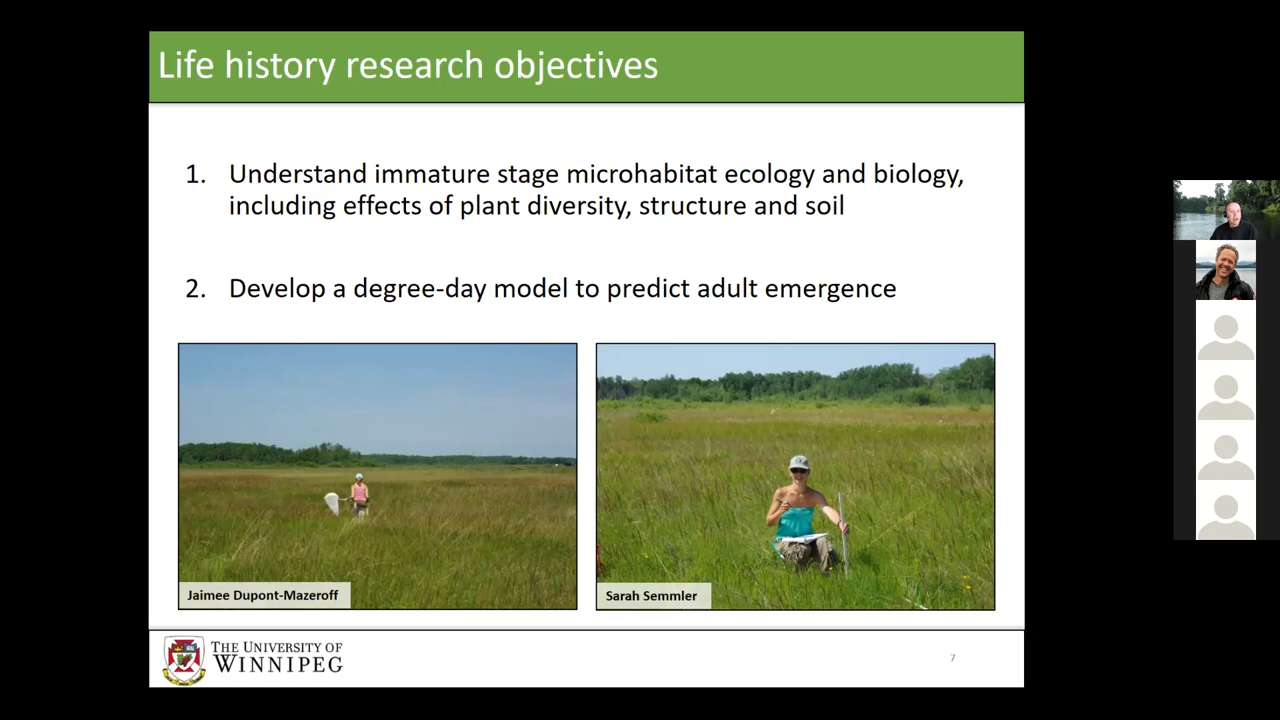 Life history research objectives
1. Understand immature stage microhabitat ecology and biology,
including effects of plant diversity, structure and soil
2. Develop a degree-day model to predict adult emergence
Jaimee Dupont-Mazeroff
Sarah Semmler
THE UNIVERSITY OF
WINNIPEG
7